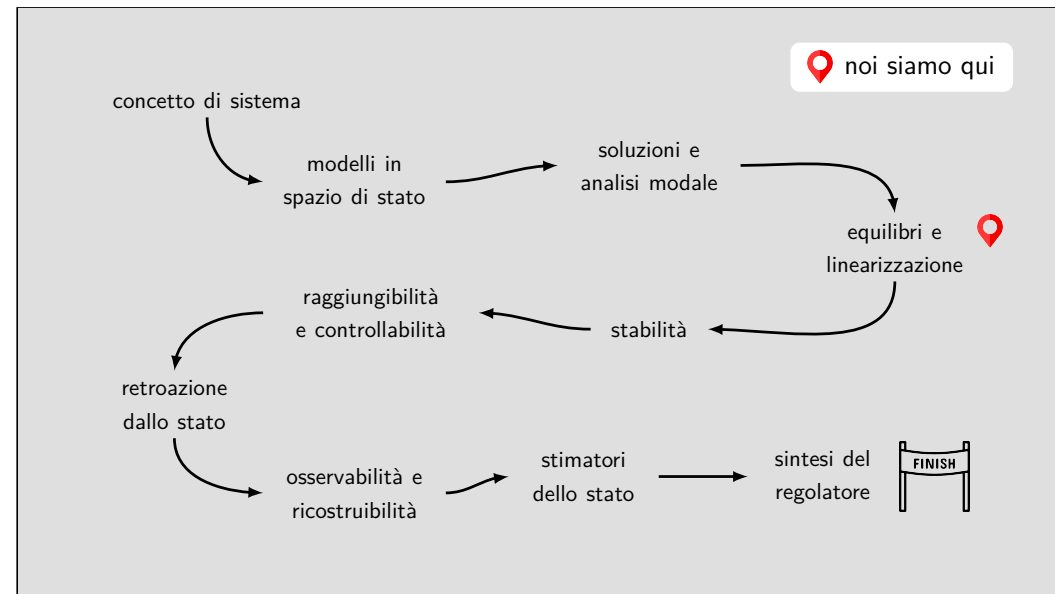 noi siamo qui
concetto di sistema
modelli in
spazio di stato
soluzioni e
analisi modale
equilibri e
linearizzazione
stabilità
raggiungibilità
e controllabilità
retroazione
dallo stato
osservabilità e
ricostruibilità
stimatori
dello stato
sintesi del
regolatore
FINISH